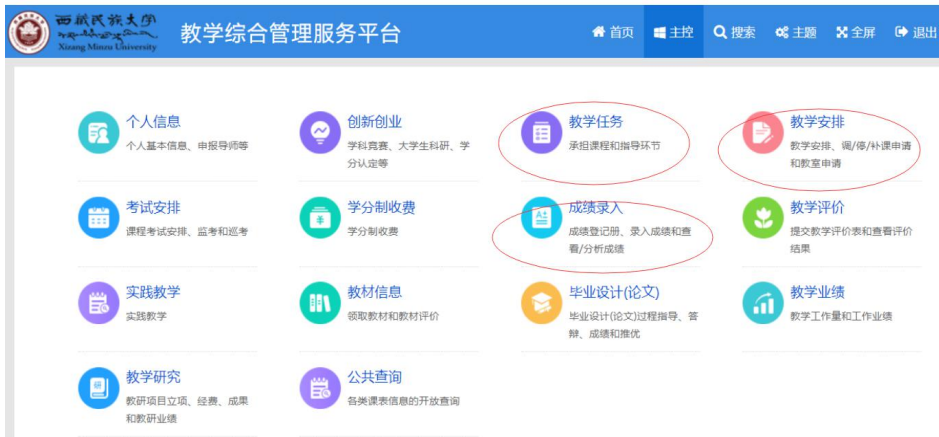 西藏民族大学
Xizang Minzu University
教学综合管理服务平台
首页 主控 搜索 主题 全屏 退出
个人信息
个人基本信息、申报导师等
创新创业
学科竞赛、大学生科研、学
分认定等
教学任务
承担课程和指导环节
教学安排
教学安排、调/停/补课申请
和教室申请
考试安排
课程考试安排、监考和巡考
学分制收费
学分制收费
成绩录入
成绩登记册、录入成绩和查
看/分析成绩
教学评价
提交教学评价表和查看评价
结果
实践教学
实践教学
教材信息
领取教材和教材评价
毕业设计(论文)
毕业设计(论文)过程指导、答
辩、成绩和推优
教学业绩
教学工作量和工作业绩
教学研究
教研项目立项、经费、成果
和教研业绩
公共查询
各类课表信息的开放查询